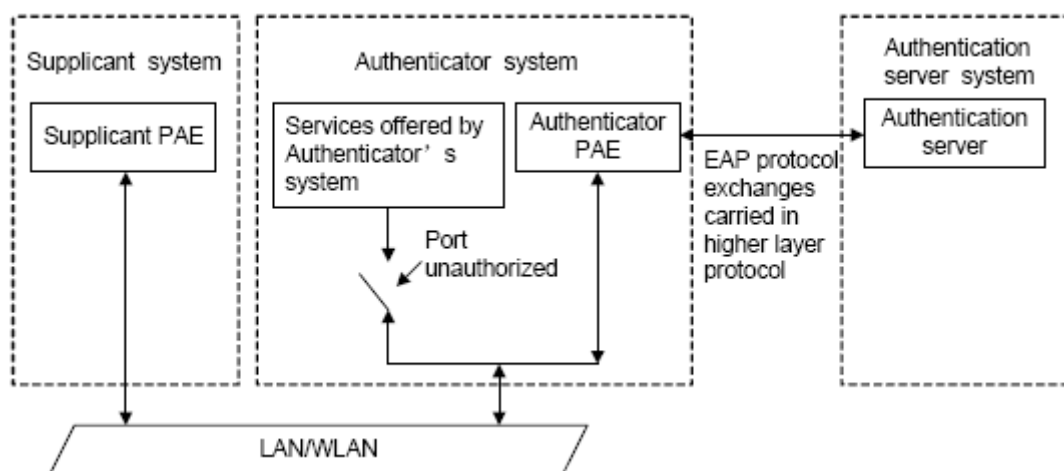 Supplicant system
Supplicant PAE
Authenticator system
Services offered by
Authenticator's
system
Authenticator
PAE
Port
unauthorized
EAP protocol
exchanges
carried in
higher layer
protocol
Authentication
server system
Authentication
server
LAN/WLAN